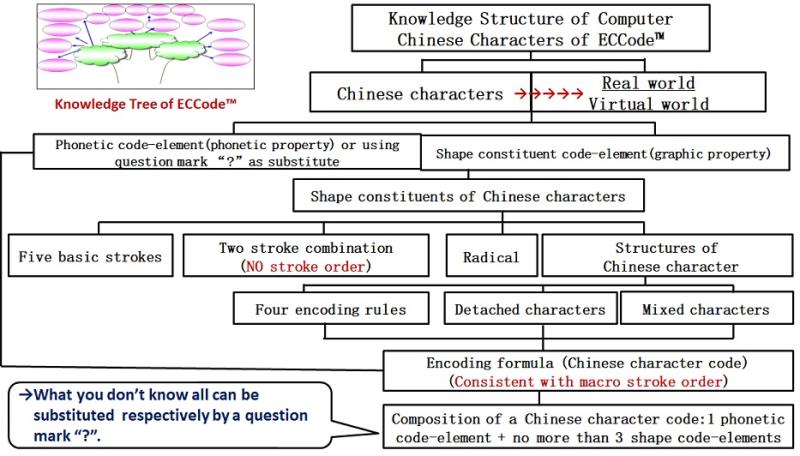 Knowledge Structure of Computer
Chinese Characters of ECCode™
Knowledge Tree of ECCode™
Chinese characters →→→→→ Real world
Virtual world
Phonetic code-element(phonetic property) or using
question mark “?”as substitute
Shape constituent code-element(graphic property)
Shape constituents of Chinese characters
Five basic strokes
Two stroke combination
(NO stroke order)
Radical
Structures of
Chinese character
Four encoding rules
Detached characters
Mixed characters
Encoding formula (Chinese character code)
(Consistent with macro stroke order)
→What you don’t know all can be
substituted respectively by a question
mark “?”.
Composition of a Chinese character code:1 phonetic
code-element + no more than 3 shape code-elements